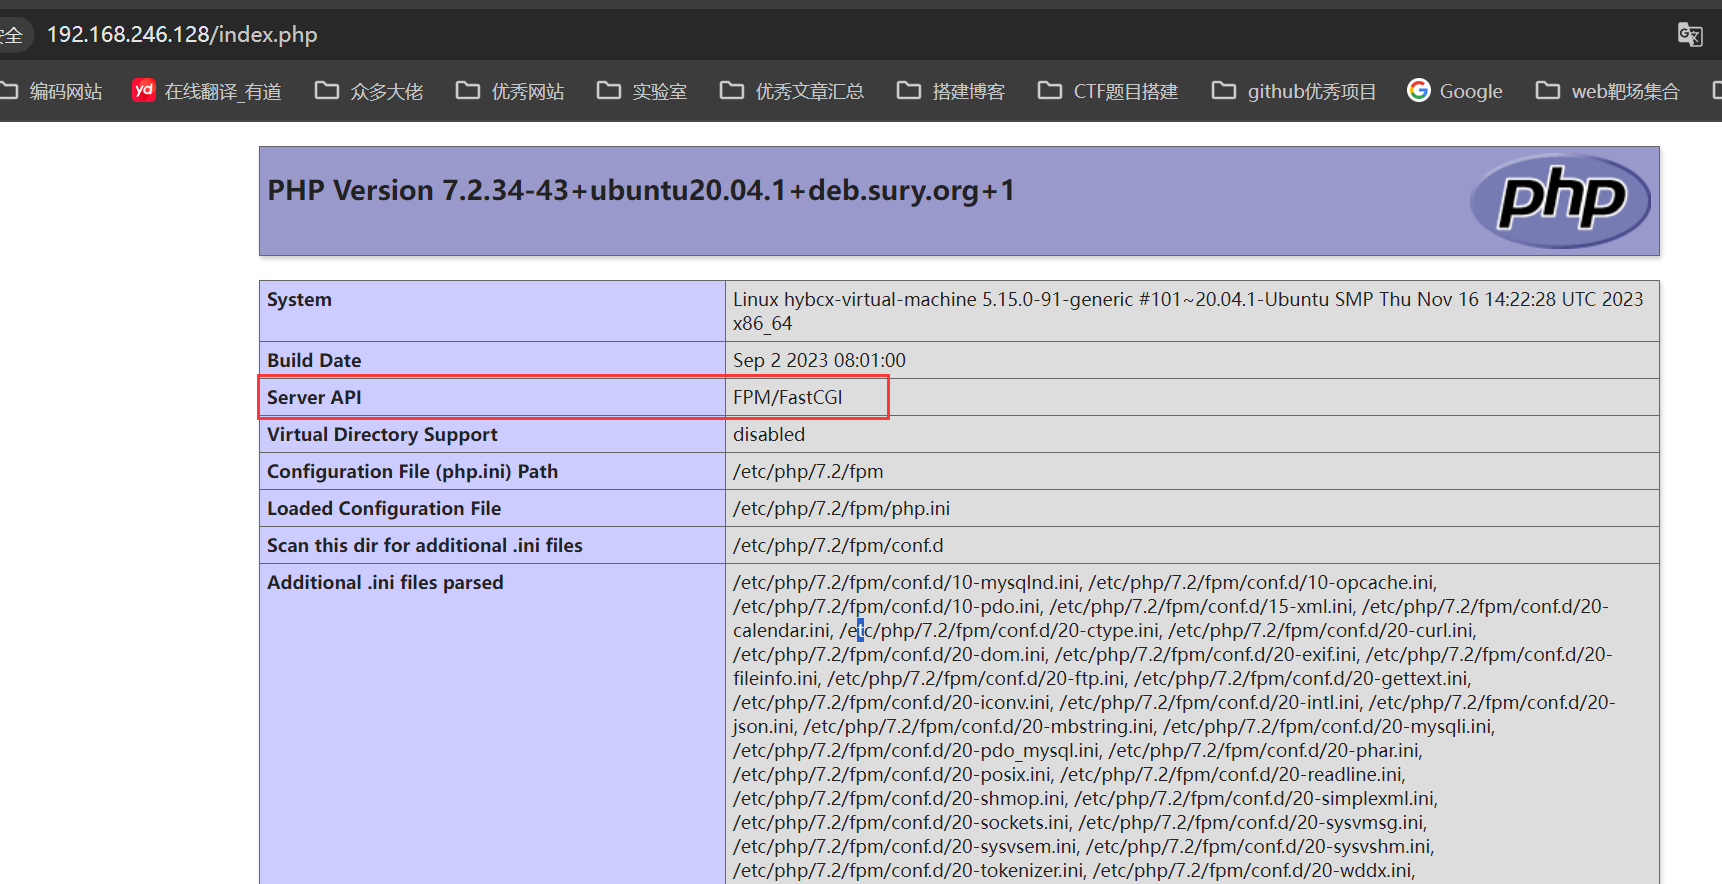 安全 192.168.246.128/index.php
编码网站 yd 在线翻译_有道 众多大佬 优秀网站 实验室 优秀文章汇总 搭建博客 CTF题目搭建 github优秀项目 Google web靶场集合
PHP Version 7.2.34-43+ubuntu20.04.1+deb.sury.org+1
php
System
Linux hybcx-virtual-machine 5.15.0-91-generic #101~20.04.1-Ubuntu SMP Thu Nov 16 14:22:28 UTC 2023
x86_64
Build Date
Sep 2 2023 08:01:00
Server API
FPM/FastCGI
Virtual Directory Support
disabled
Configuration File (php.ini) Path
/etc/php/7.2/fpm
Loaded Configuration File
/etc/php/7.2/fpm/php.ini
Scan this dir for additional .ini files
/etc/php/7.2/fpm/conf.d
Additional .ini files parsed
/etc/php/7.2/fpm/conf.d/10-mysqlnd.ini, /etc/php/7.2/fpm/conf.d/10-opcache.ini,
/etc/php/7.2/fpm/conf.d/10-pdo.ini, /etc/php/7.2/fpm/conf.d/15-xml.ini, /etc/php/7.2/fpm/conf.d/20-
calendar.ini, /etc/php/7.2/fpm/conf.d/20-ctype.ini, /etc/php/7.2/fpm/conf.d/20-curl.ini,
/etc/php/7.2/fpm/conf.d/20-dom.ini, /etc/php/7.2/fpm/conf.d/20-exif.ini, /etc/php/7.2/fpm/conf.d/20-
fileinfo.ini, /etc/php/7.2/fpm/conf.d/20-ftp.ini, /etc/php/7.2/fpm/conf.d/20-gettext.ini,
/etc/php/7.2/fpm/conf.d/20-iconv.ini, /etc/php/7.2/fpm/conf.d/20-intl.ini, /etc/php/7.2/fpm/conf.d/20-
json.ini, /etc/php/7.2/fpm/conf.d/20-mbstring.ini, /etc/php/7.2/fpm/conf.d/20-mysqli.ini,
/etc/php/7.2/fpm/conf.d/20-pdo_mysql.ini, /etc/php/7.2/fpm/conf.d/20-phar.ini,
/etc/php/7.2/fpm/conf.d/20-posix.ini, /etc/php/7.2/fpm/conf.d/20-readline.ini,
/etc/php/7.2/fpm/conf.d/20-shmop.ini, /etc/php/7.2/fpm/conf.d/20-simplexml.ini,
/etc/php/7.2/fpm/conf.d/20-sockets.ini, /etc/php/7.2/fpm/conf.d/20-sysvmsg.ini,
/etc/php/7.2/fpm/conf.d/20-sysvsem.ini, /etc/php/7.2/fpm/conf.d/20-sysvshm.ini,
/etc/php/7.2/fpm/conf.d/20-tokenizer.ini, /etc/php/7.2/fpm/conf.d/20-wddx.ini,